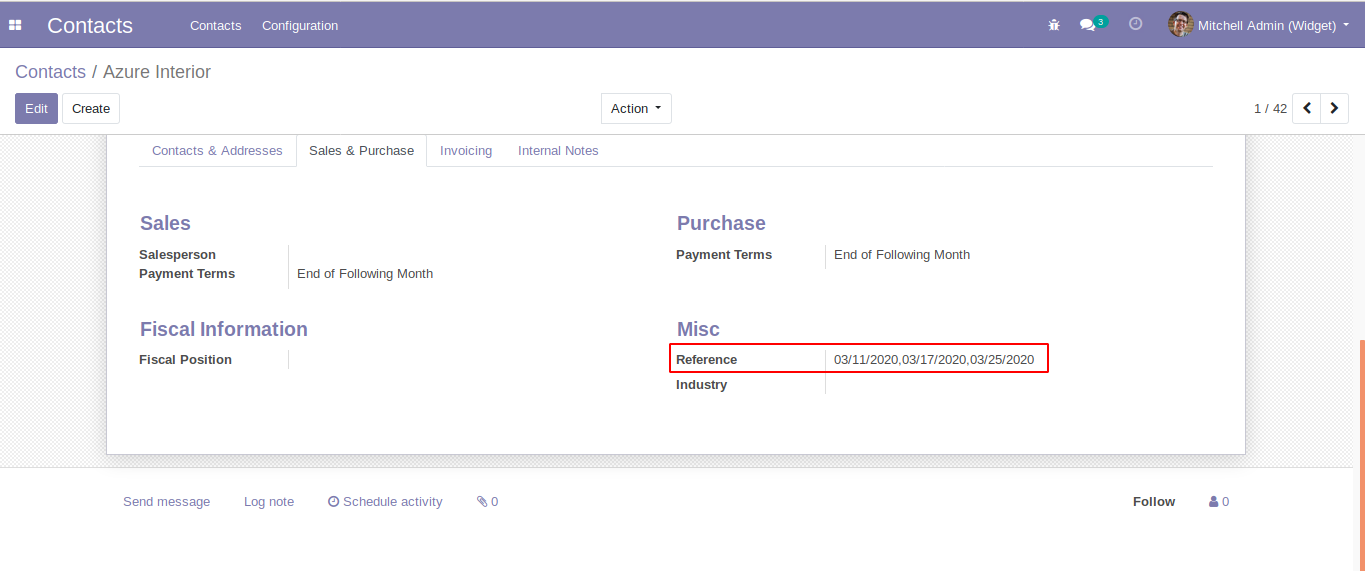 Contacts Contacts Configuration 3 Mitchell Admin (Widget)
Contacts / Azure Interior
Edit Create Action 1 / 42
Contacts & Addresses Sales & Purchase Invoicing Internal Notes
Sales Purchase
Salesperson Payment Terms End of Following Month
Payment Terms End of Following Month
Fiscal Information Misc
Fiscal Position Reference 03/11/2020,03/17/2020,03/25/2020
Industry
Send message Log note Schedule activity 0 Follow 0